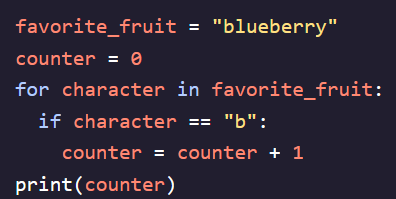 favorite_fruit = "blueberry"
counter = 0
for character in favorite_fruit:
  if character == "b":
    counter = counter + 1
print(counter)